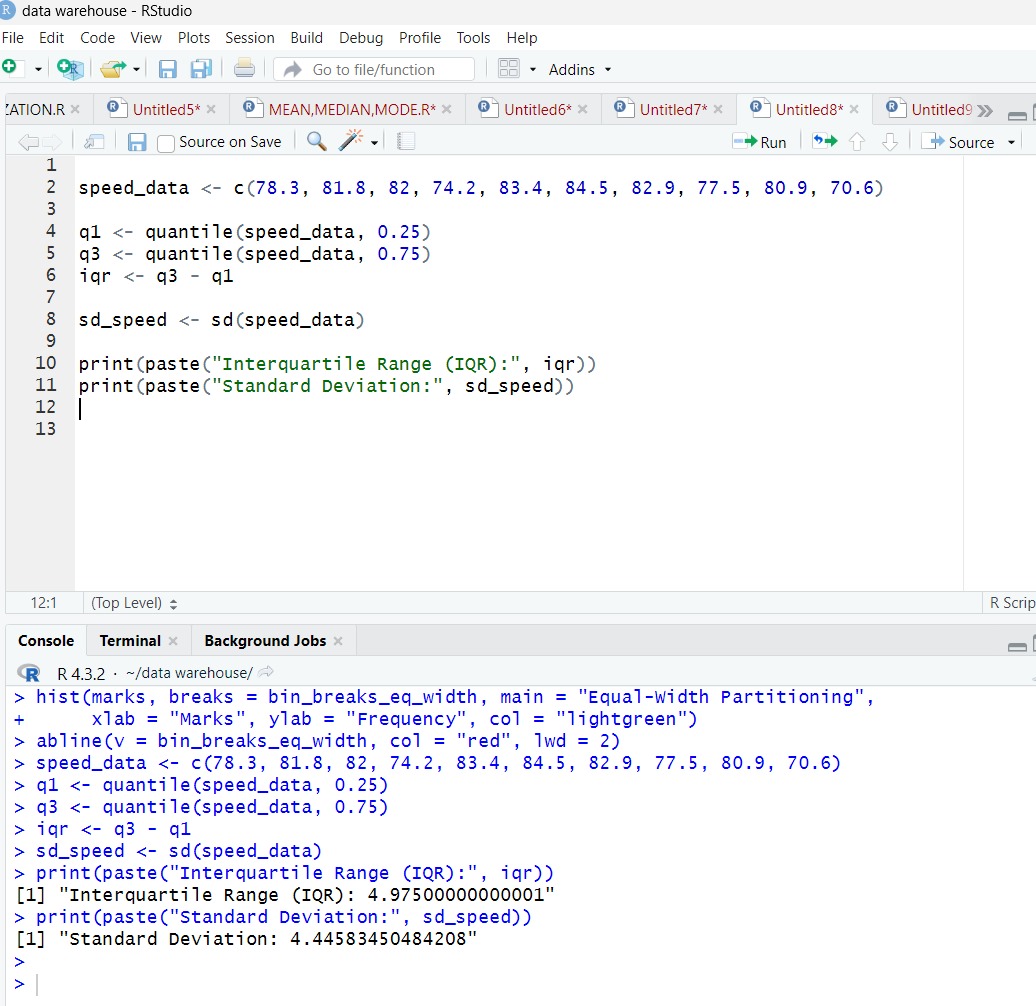 data warehouse - RStudio
File Edit Code View Plots Session Build Debug Profile Tools Help
Go to file/function Addins
ZATION.R Untitled5* MEAN,MEDIAN,MODE.R* Untitled6* Untitled7* Untitled8* Untitled9
Source on Save Run Source
1
2 speed_data <- c(78.3, 81.8, 82, 74.2, 83.4, 84.5, 82.9, 77.5, 80.9, 70.6)
3
4 q1 <- quantile(speed_data, 0.25)
5 q3 <- quantile(speed_data, 0.75)
6 iqr <- q3 - q1
7
8 sd_speed <- sd(speed_data)
9
10 print(paste("Interquartile Range (IQR):", iqr))
11 print(paste("Standard Deviation:", sd_speed))
12
13
12:1 (Top Level) R Scrip
Console Terminal Background Jobs
R 4.3.2 · ~/data warehouse/
> hist(marks, breaks = bin_breaks_eq_width, main = "Equal-Width Partitioning",
+      xlab = "Marks", ylab = "Frequency", col = "lightgreen")
> abline(v = bin_breaks_eq_width, col = "red", lwd = 2)
> speed_data <- c(78.3, 81.8, 82, 74.2, 83.4, 84.5, 82.9, 77.5, 80.9, 70.6)
> q1 <- quantile(speed_data, 0.25)
> q3 <- quantile(speed_data, 0.75)
> iqr <- q3 - q1
> sd_speed <- sd(speed_data)
> print(paste("Interquartile Range (IQR):", iqr))
[1] "Interquartile Range (IQR): 4.97500000000001"
> print(paste("Standard Deviation:", sd_speed))
[1] "Standard Deviation: 4.44583450484208"
>
>